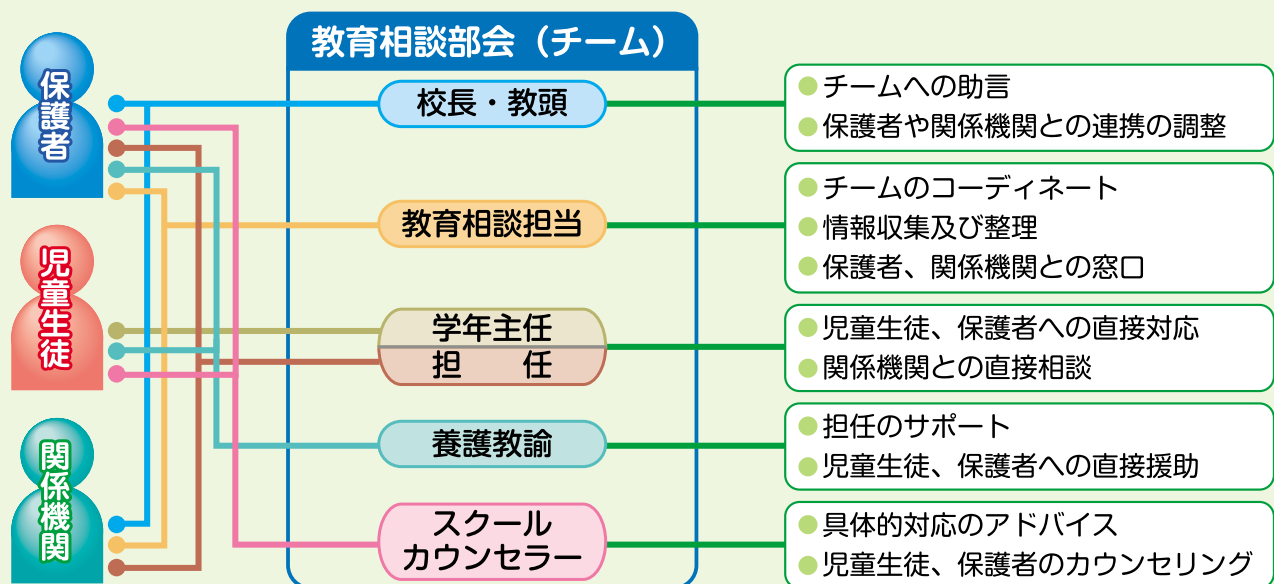 教育相談部会（チーム）
保護者
児童生徒
関係機関
校長・教頭
チームへの助言
保護者や関係機関との連携の調整
教育相談担当
チームのコーディネート
情報収集及び整理
保護者、関係機関との窓口
学年主任
担　　任
児童生徒、保護者への直接対応
関係機関との直接相談
養護教諭
担任のサポート
児童生徒、保護者への直接援助
スクール
カウンセラー
具体的対応のアドバイス
児童生徒、保護者のカウンセリング